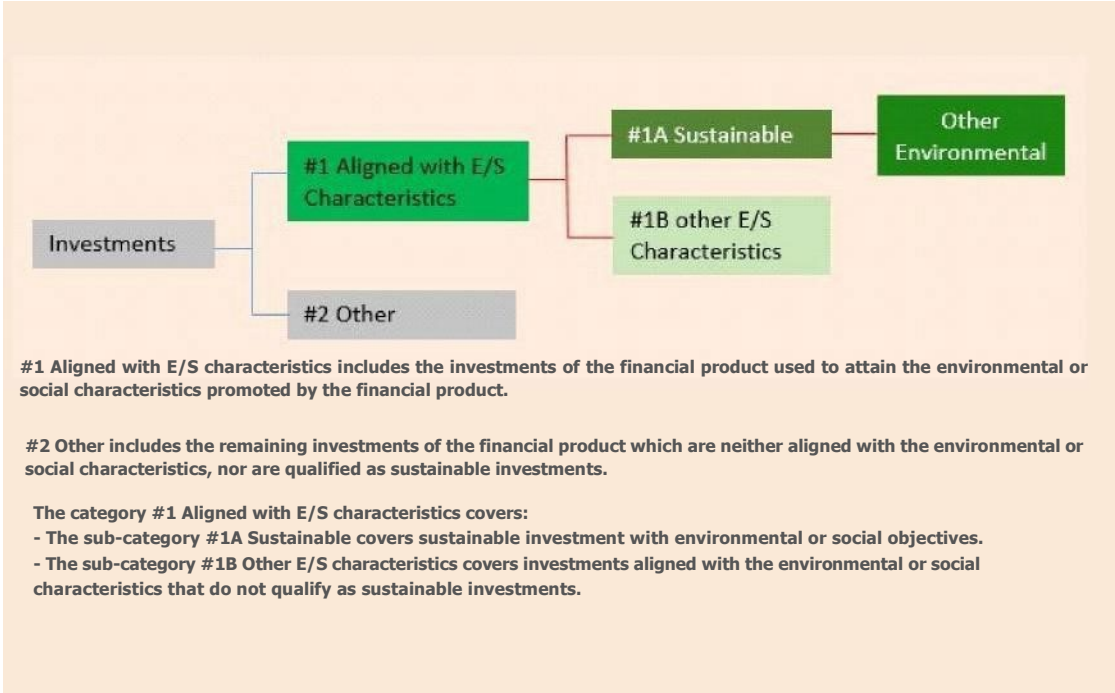 Other
Environmental
#1A Sustainable
#1 Aligned with E/S
Characteristics
#1B other E/S
Characteristics
Investments
#2 Other
#1 Aligned with E/S characteristics includes the investments of the financial product used to attain the environmental or
social characteristics promoted by the financial product.
#2 Other includes the remaining investments of the financial product which are neither aligned with the environmental or
social characteristics, nor are qualified as sustainable investments.
The category #1 Aligned with E/S characteristics covers:
- The sub-category #1A Sustainable covers sustainable investment with environmental or social objectives.
- The sub-category #1B Other E/S characteristics covers investments aligned with the environmental or social
characteristics that do not qualify as sustainable investments.